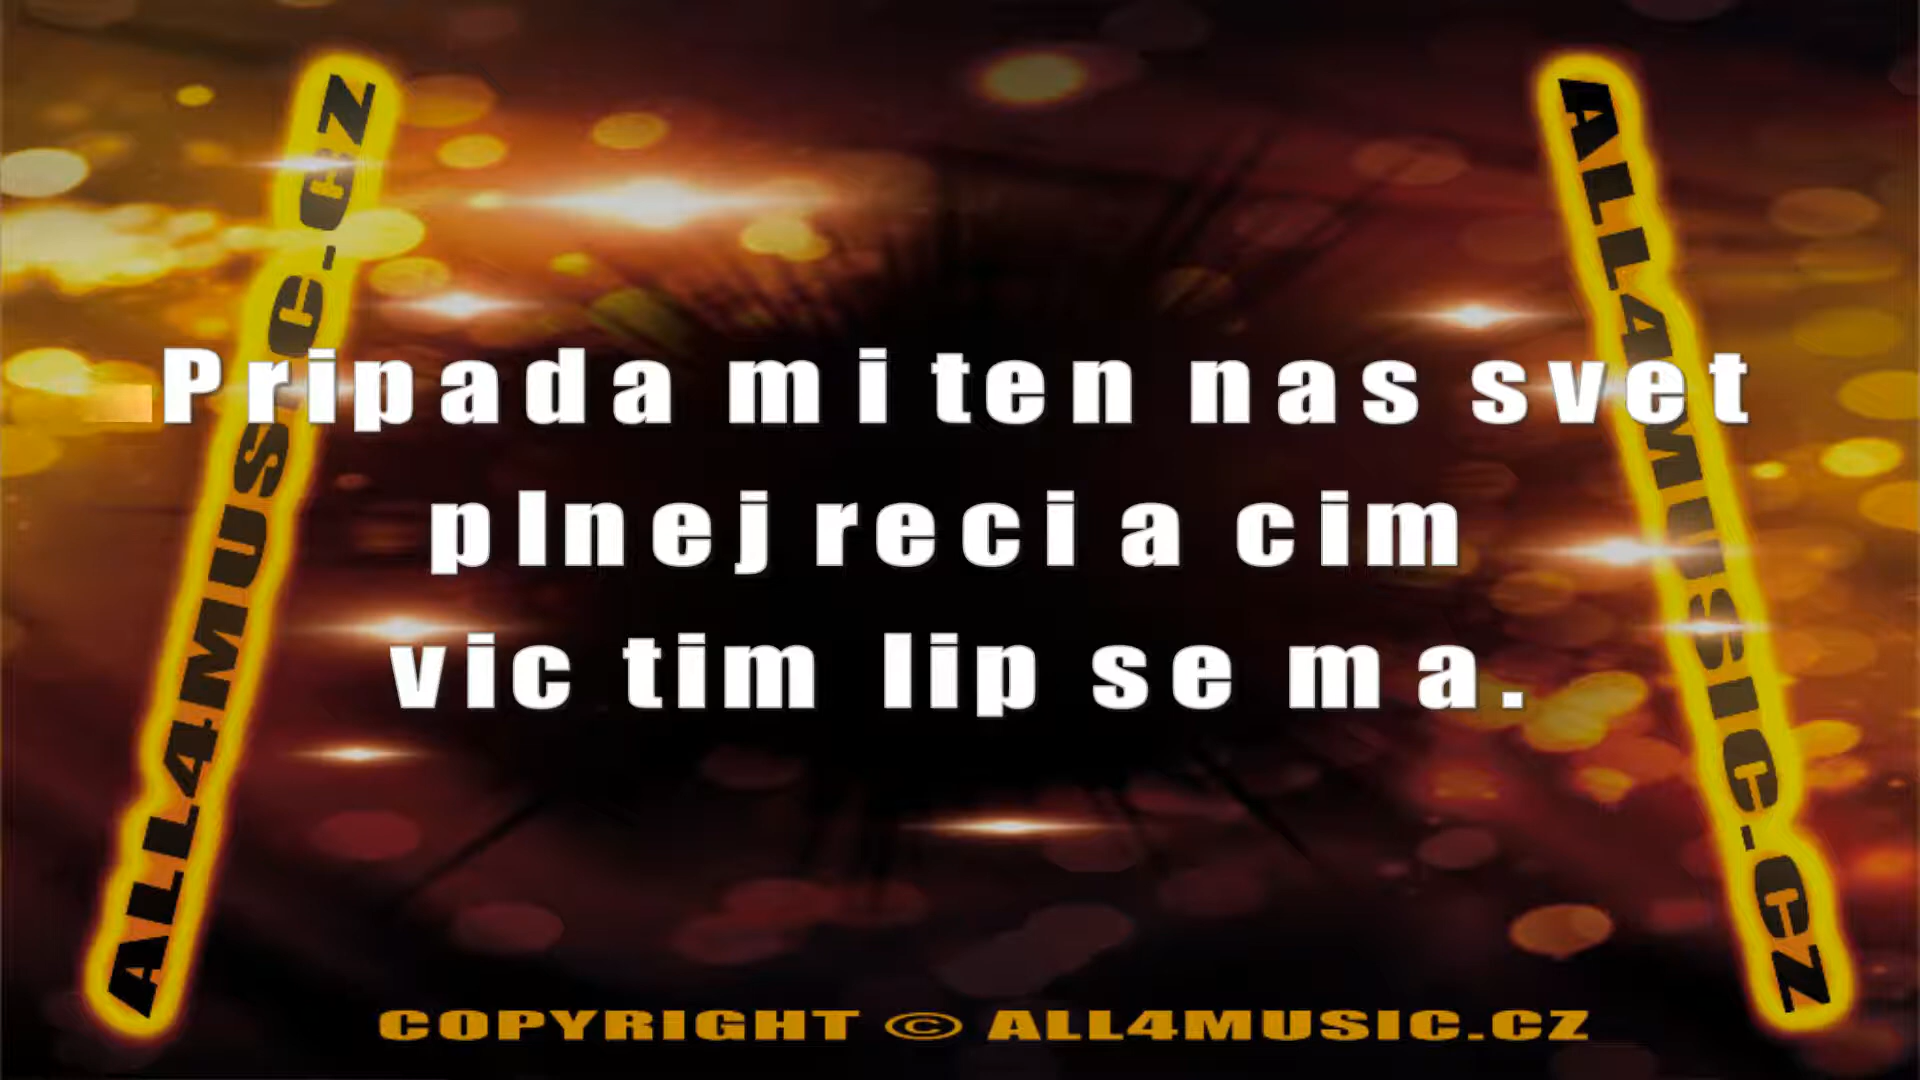 Pripada mi ten nas svet
plnej reci a cim
vic tim lip se ma.
ALL4MUSIC.CZ
ALL4MUSIC.CZ
COPYRIGHT © ALL4MUSIC.CZ